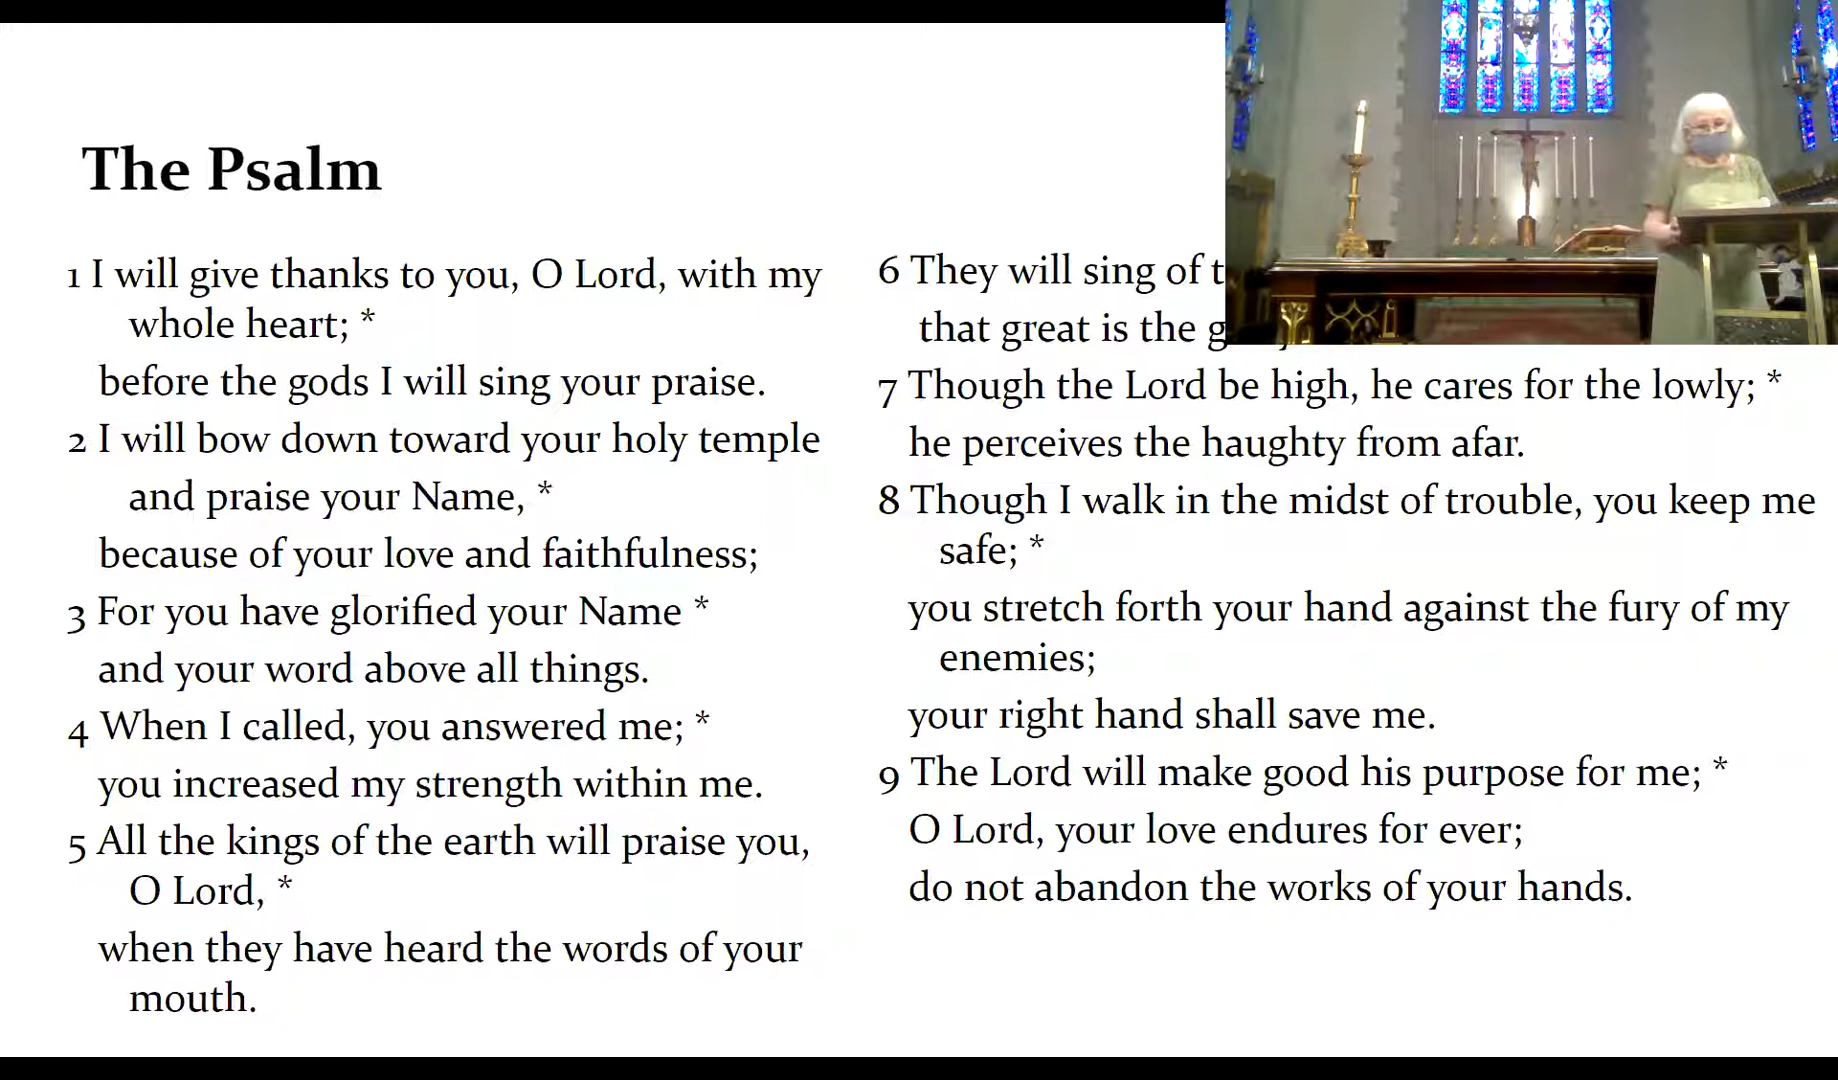 The Psalm
1 I will give thanks to you, O Lord, with my
whole heart; *
before the gods I will sing your praise.
2 I will bow down toward your holy temple
and praise your Name, *
because of your love and faithfulness;
3 For you have glorified your Name *
and your word above all things.
4 When I called, you answered me; *
you increased my strength within me.
5 All the kings of the earth will praise you,
O Lord, *
when they have heard the words of your
mouth.
6 They will sing of
that great is the
7 Though the Lord be high, he cares for the lowly; *
he perceives the haughty from afar.
8 Though I walk in the midst of trouble, you keep me
safe; *
you stretch forth your hand against the fury of my
enemies;
your right hand shall save me.
9 The Lord will make good his purpose for me; *
O Lord, your love endures for ever;
do not abandon the works of your hands.